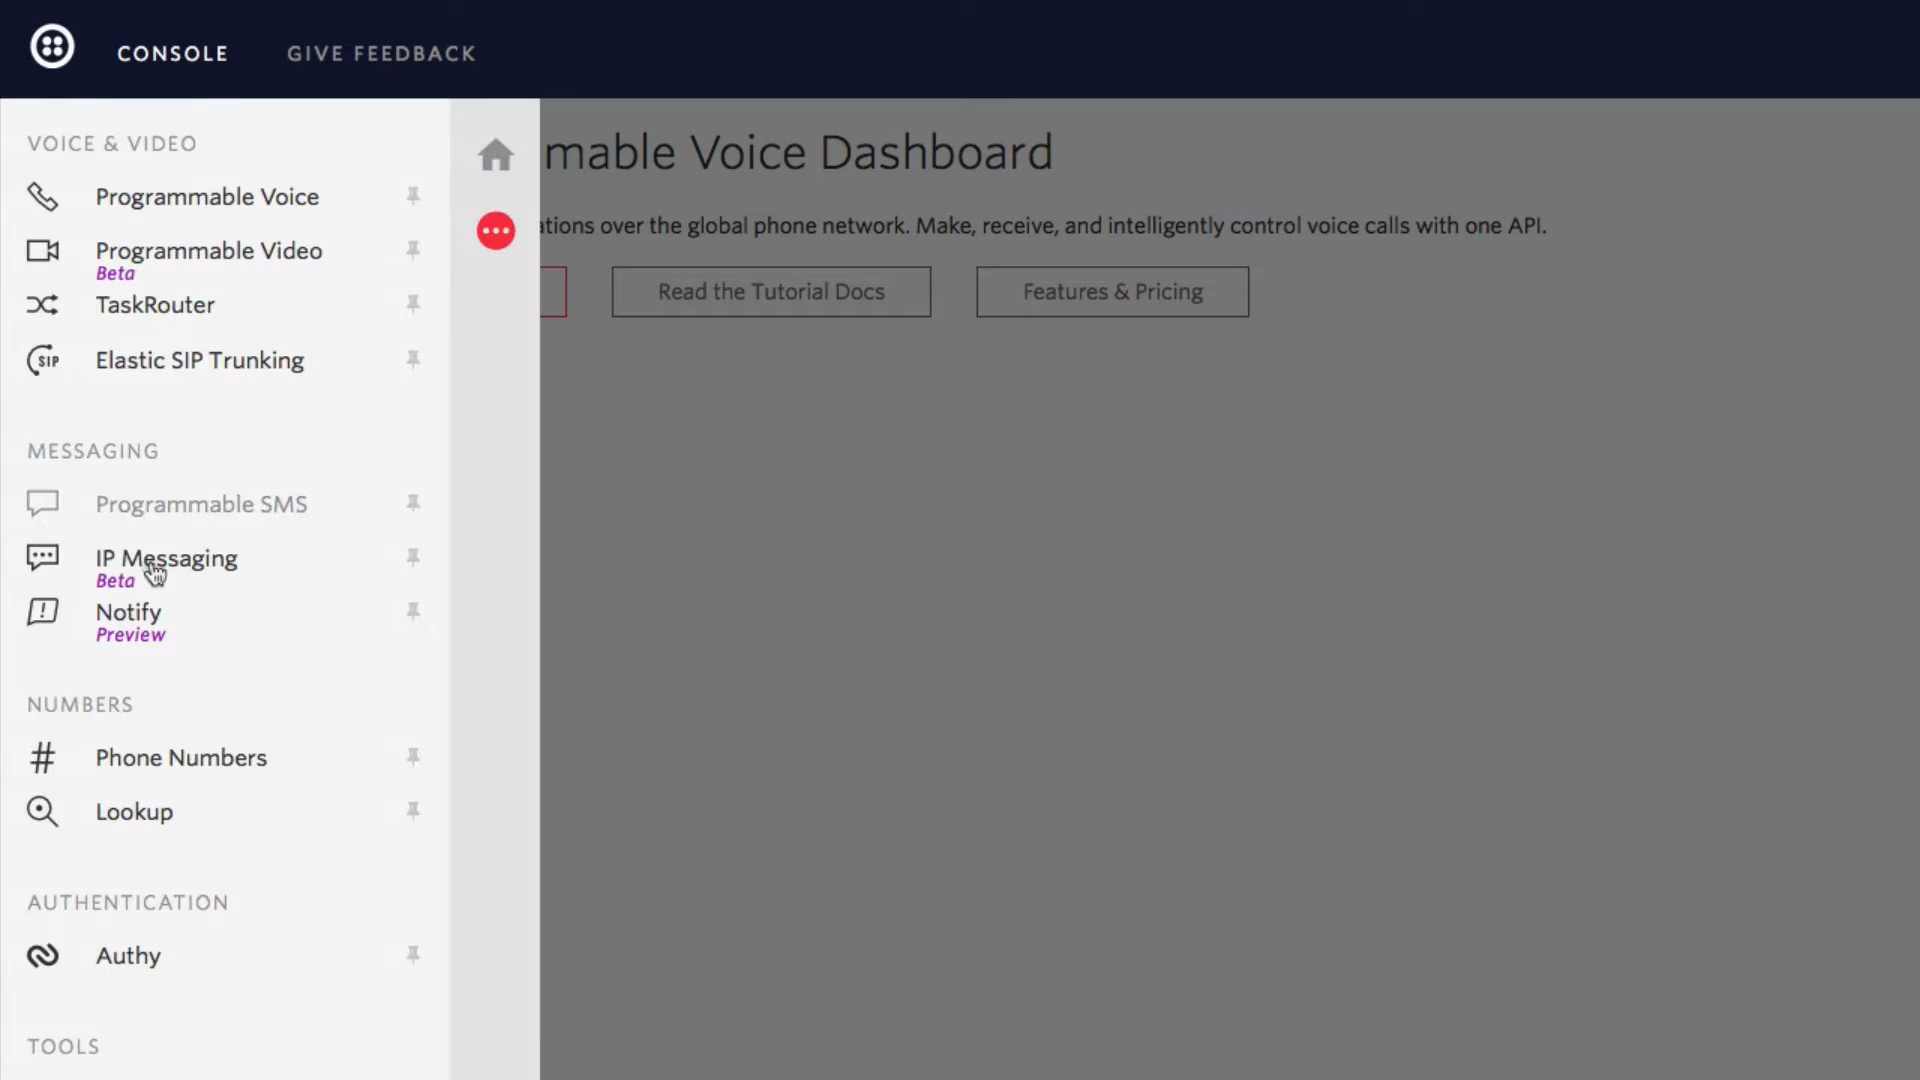 CONSOLE GIVE FEEDBACK
VOICE & VIDEO
Programmable Voice
Programmable Video
Beta
TaskRouter
SIP Elastic SIP Trunking
MESSAGING
Programmable SMS
IP Messaging
Beta
Notify
Preview
NUMBERS
# Phone Numbers
Lookup
AUTHENTICATION
Authy
TOOLS
mable Voice Dashboard
ations over the global phone network. Make, receive, and intelligently control voice calls with one API.
Read the Tutorial Docs Features & Pricing